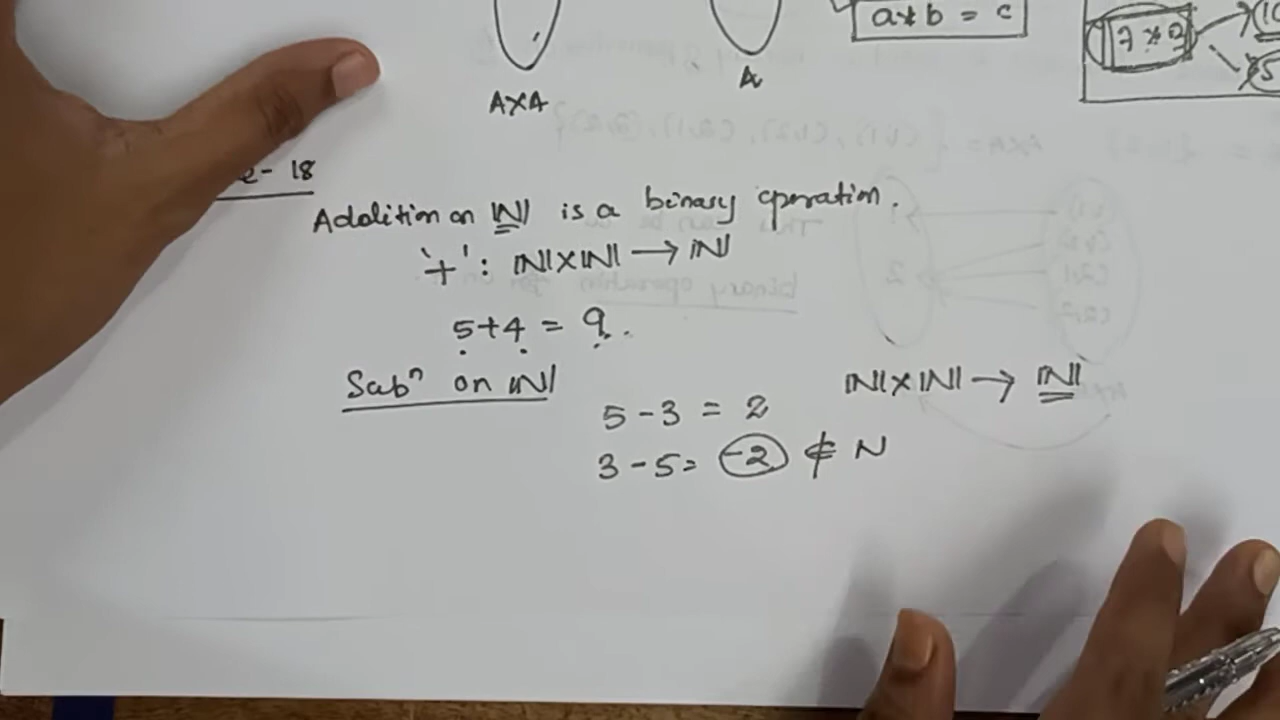 a * b = c
7 * 2
A×A
A
- 18
Addition on ℕ is a binary operation.
'+' : ℕ×ℕ → ℕ
5+4 = 9.
Subⁿ on ℕ
5 - 3 = 2
ℕ×ℕ → ℕ
3 - 5 = -2 ∉ N